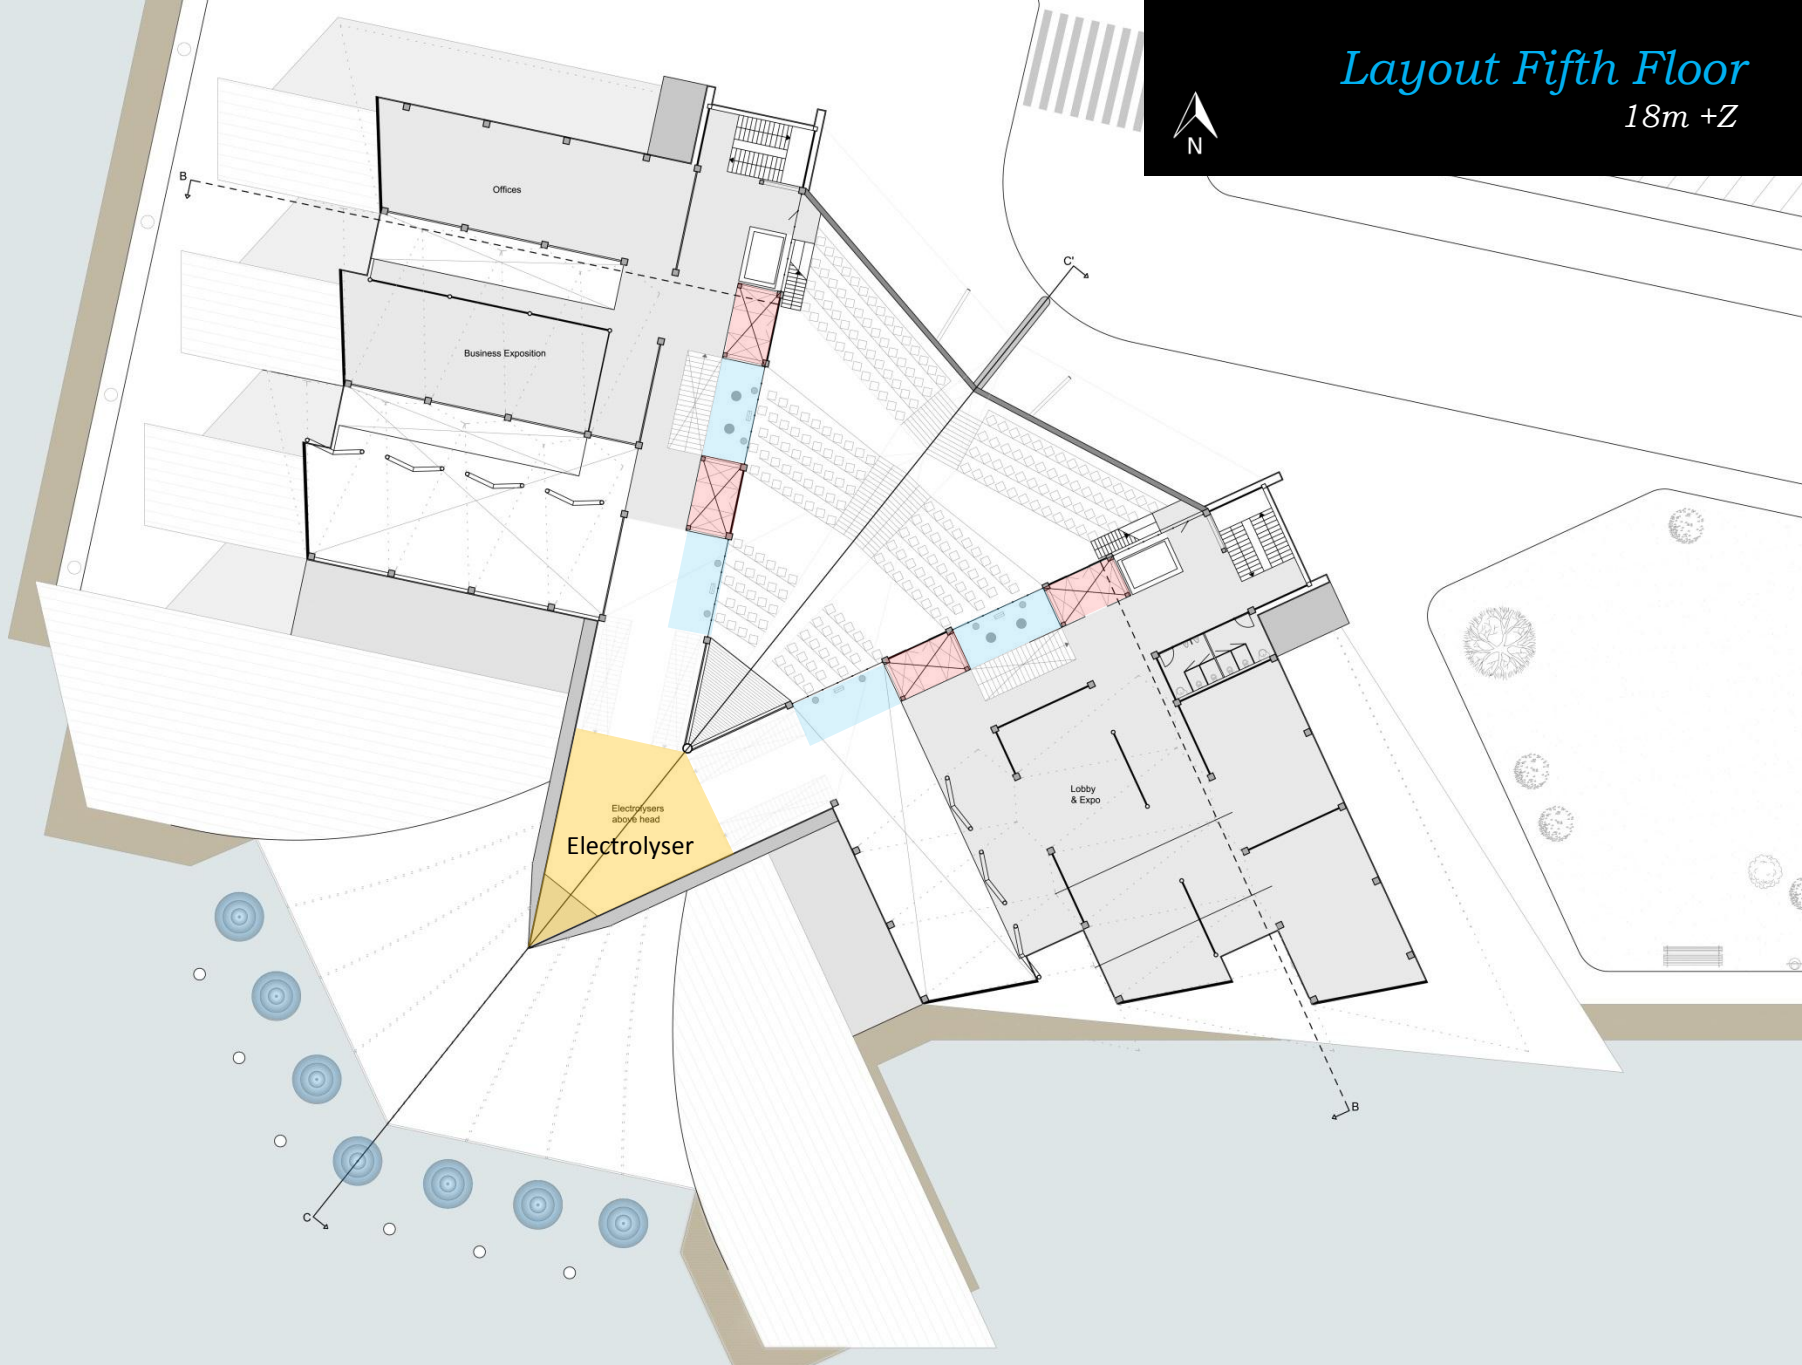 Layout Fifth Floor
18m +Z
N
B
Offices
C'
Business Exposition
Lobby
& Expo
Electrolysers
above head
Electrolyser
B
C